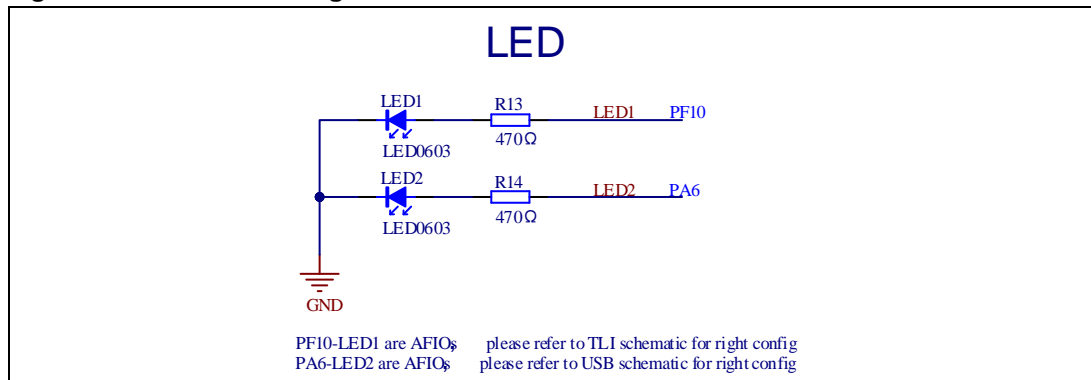 LED
LED1
R13
LED1
PF10
470Ω
LED0603
LED2
R14
LED2
PA6
470Ω
LED0603
GND
PF10-LED1 are AFIOs, please refer to TLI schematic for right config
PA6-LED2 are AFIOs, please refer to USB schematic for right config